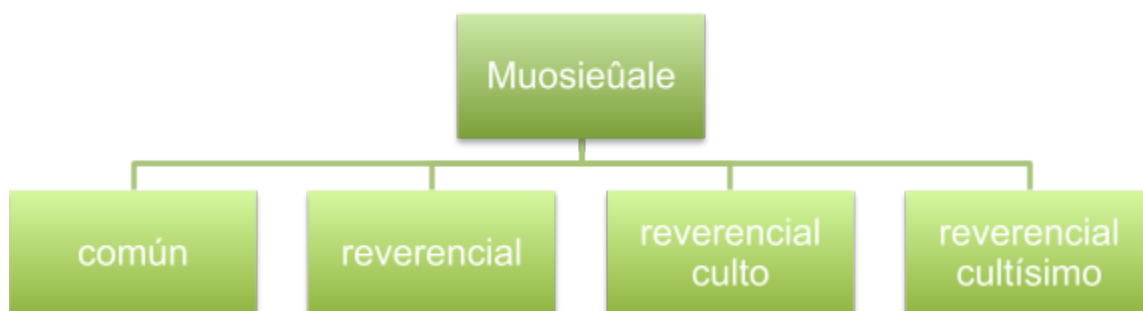 Muosieûale
común
reverencial
reverencial
culto
reverencial
cultísimo